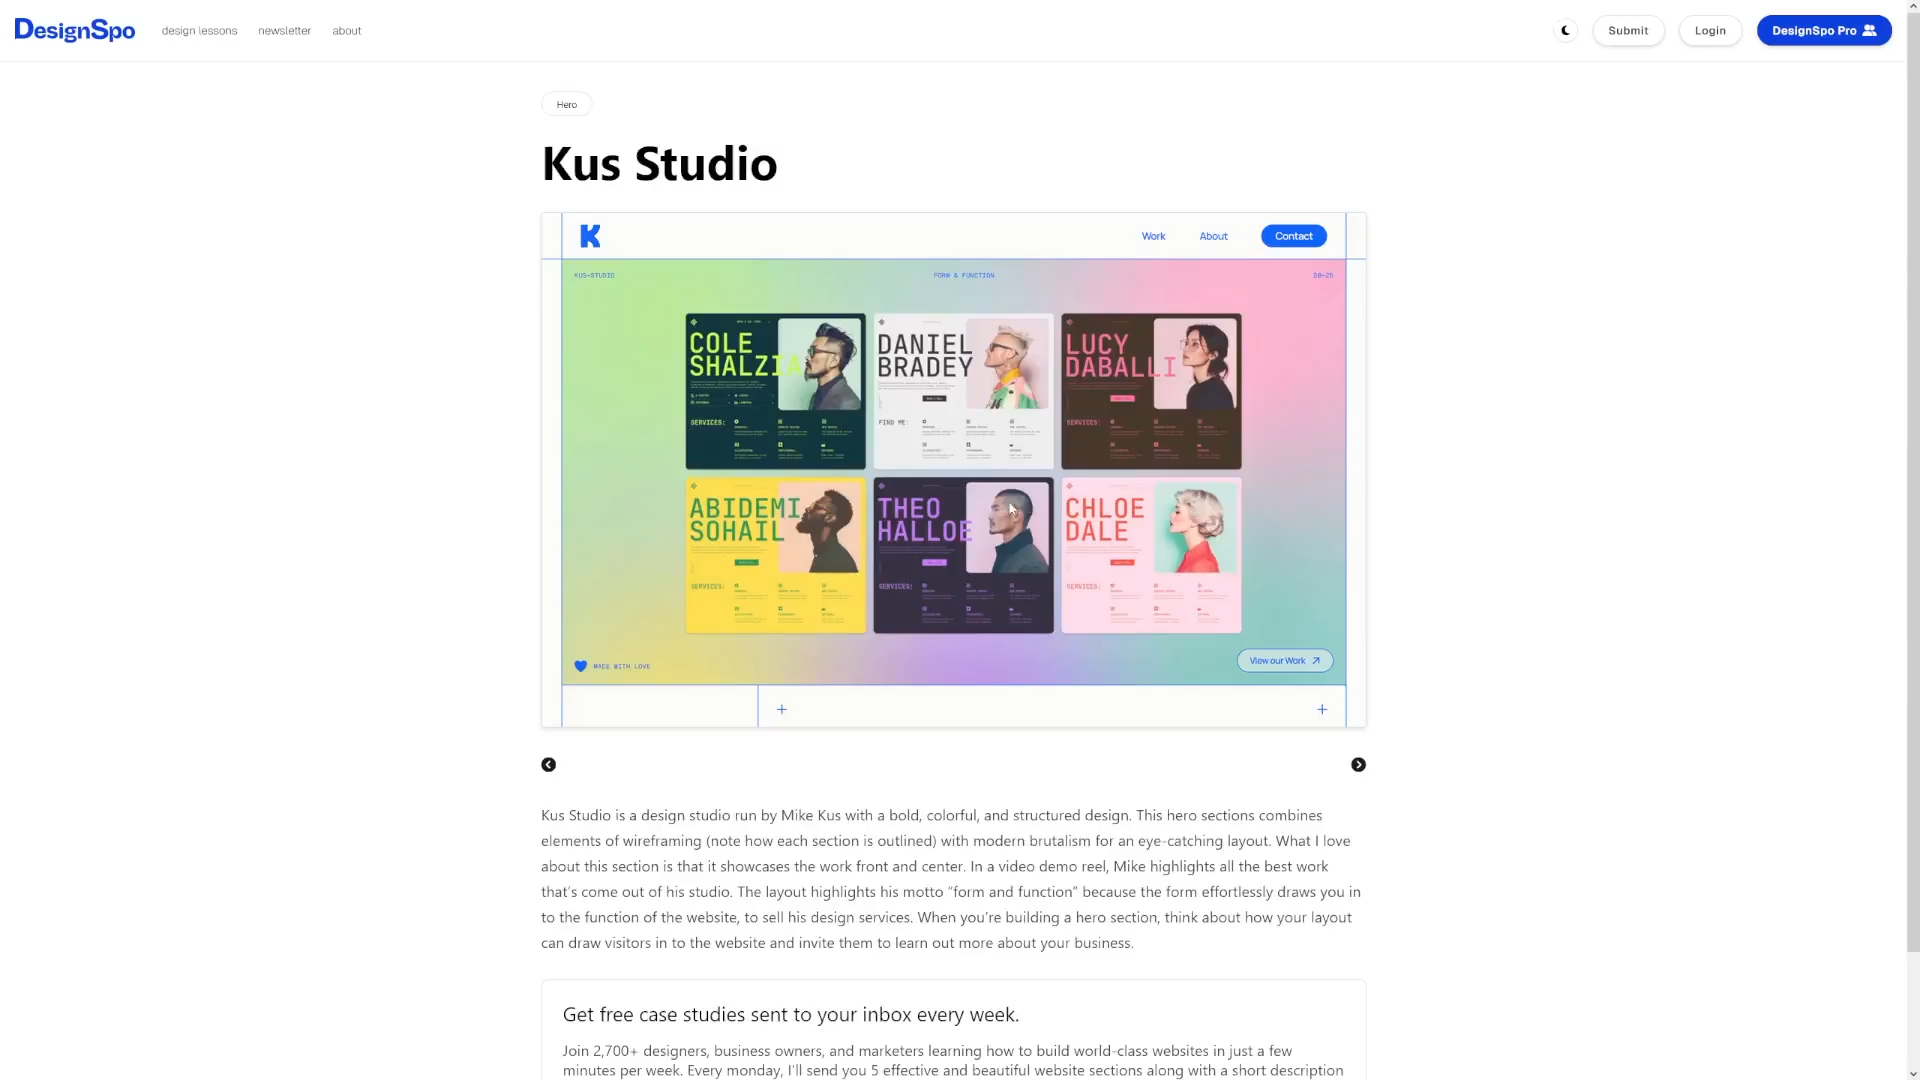 DesignSpo
design lessons
newsletter
about
Submit
Login
DesignSpo Pro
Hero
Kus Studio
K
Work
About
Contact
KUS—STUDIO
FORM & FUNCTION
20—25
COLE
SHALZIA
SERVICES:
DANIEL
BRADEY
FIND ME:
LUCY
DABALLI
SERVICES:
ABIDEMI
SOHAIL
SERVICES:
THEO
HALLOE
SERVICES:
CHLOE
DALE
SERVICES:
MADE WITH LOVE
View our Work
Kus Studio is a design studio run by Mike Kus with a bold, colorful, and structured design. This hero sections combines
elements of wireframing (note how each section is outlined) with modern brutalism for an eye-catching layout. What I love
about this section is that it showcases the work front and center. In a video demo reel, Mike highlights all the best work
that's come out of his studio. The layout highlights his motto “form and function” because the form effortlessly draws you in
to the function of the website, to sell his design services. When you're building a hero section, think about how your layout
can draw visitors in to the website and invite them to learn out more about your business.
Get free case studies sent to your inbox every week.
Join 2,700+ designers, business owners, and marketers learning how to build world-class websites in just a few
minutes per week. Every monday, I'll send you 5 effective and beautiful website sections along with a short description